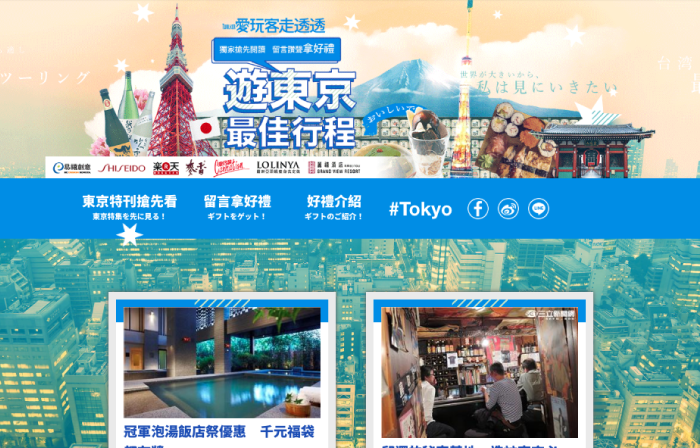 愛玩客走透透
獨家搶先開讀 留言讚聲拿好禮
遊東京
最佳行程
ツーリング
世界が大きいから、
私は見にいきたい
おいしいで
台湾
SHISEIDO
樂天
LOLINYA
GRAND VIEW RESORT
東京特刊搶先看
東京特集を先に見る！
留言拿好禮
ギフトをゲット！
好禮介紹
ギフトのご紹介！
#Tokyo
LINE
三立新聞網
冠軍泡湯飯店祭優惠 千元福袋